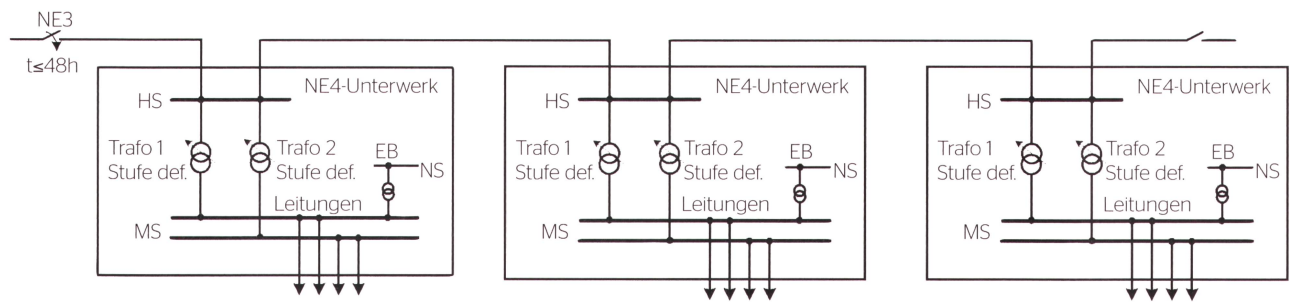 NE3
t≤48h
NE4-Unterwerk
HS
Trafo 1
Stufe def.
Trafo 2
Stufe def.
EB
NS
Leitungen
MS
NE4-Unterwerk
HS
Trafo 1
Stufe def.
Trafo 2
Stufe def.
EB
NS
Leitungen
MS
NE4-Unterwerk
HS
Trafo 1
Stufe def.
Trafo 2
Stufe def.
EB
NS
Leitungen
MS